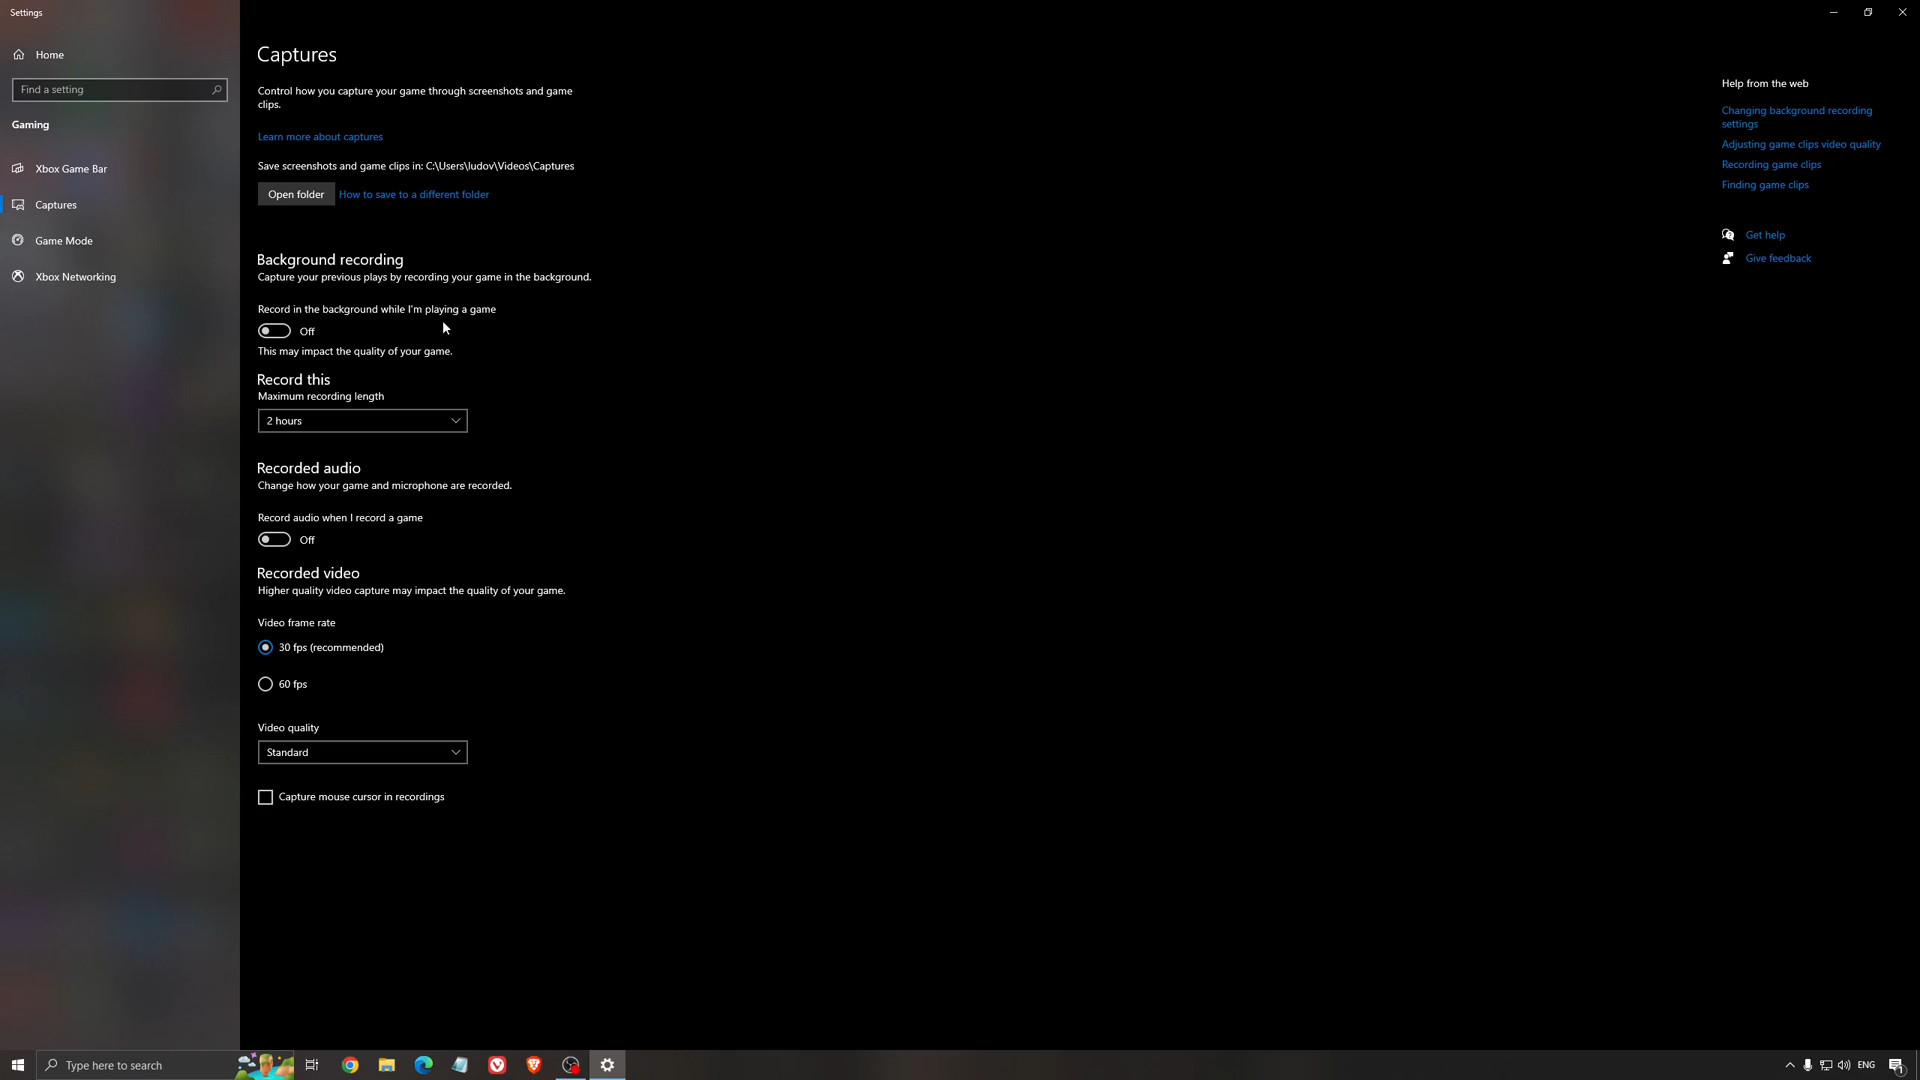 Settings
Home
Find a setting
Gaming
Xbox Game Bar
Captures
Game Mode
Xbox Networking
Captures
Control how you capture your game through screenshots and game
clips.
Learn more about captures
Save screenshots and game clips in: C:\Users\ludov\Videos\Captures
Open folder
How to save to a different folder
Background recording
Capture your previous plays by recording your game in the background.
Record in the background while I'm playing a game
Off
This may impact the quality of your game.
Record this
Maximum recording length
2 hours
Recorded audio
Change how your game and microphone are recorded.
Record audio when I record a game
Off
Recorded video
Higher quality video capture may impact the quality of your game.
Video frame rate
30 fps (recommended)
60 fps
Video quality
Standard
Capture mouse cursor in recordings
Help from the web
Changing background recording
settings
Adjusting game clips video quality
Recording game clips
Finding game clips
Get help
Give feedback
Type here to search
ENG
1